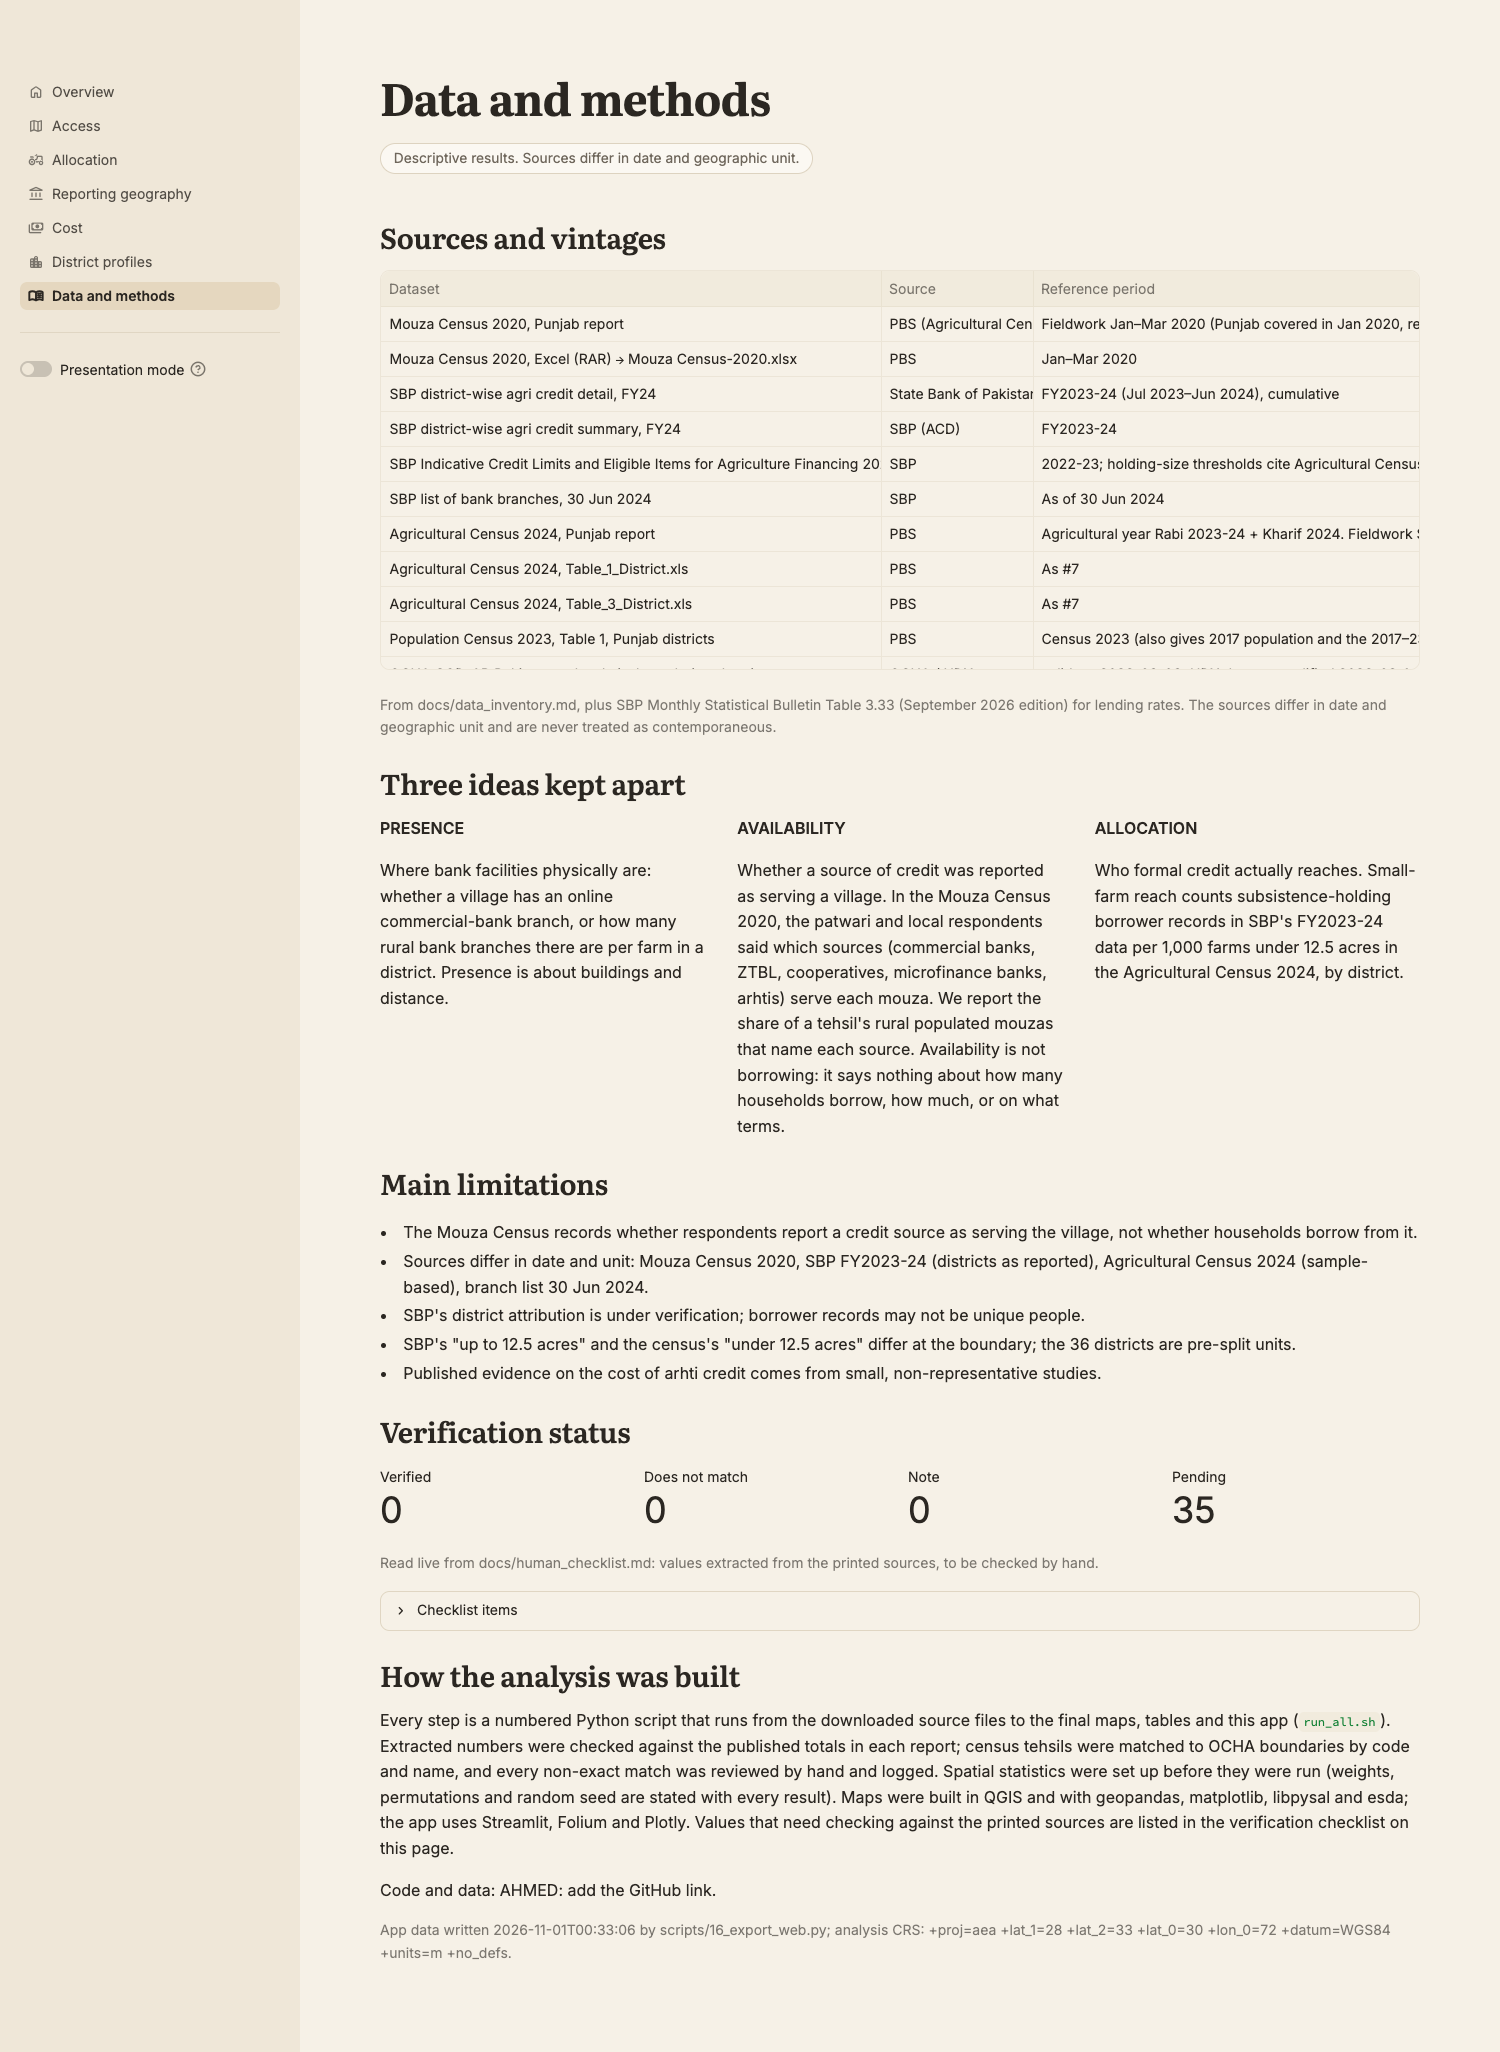 Overview
Access
Allocation
Reporting geography
Cost
District profiles
Data and methods
Presentation mode
Data and methods
Descriptive results. Sources differ in date and geographic unit.
Sources and vintages
Dataset Source Reference period
Mouza Census 2020, Punjab report PBS (Agricultural Cen Fieldwork Jan–Mar 2020 (Punjab covered in Jan 2020, re
Mouza Census 2020, Excel (RAR) → Mouza Census-2020.xlsx PBS Jan–Mar 2020
SBP district-wise agri credit detail, FY24 State Bank of Pakistan FY2023-24 (Jul 2023–Jun 2024), cumulative
SBP district-wise agri credit summary, FY24 SBP (ACD) FY2023-24
SBP Indicative Credit Limits and Eligible Items for Agriculture Financing 20 SBP 2022-23; holding-size thresholds cite Agricultural Census
SBP list of bank branches, 30 Jun 2024 SBP As of 30 Jun 2024
Agricultural Census 2024, Punjab report PBS Agricultural year Rabi 2023-24 + Kharif 2024. Fieldwork
Agricultural Census 2024, Table_1_District.xls PBS As #7
Agricultural Census 2024, Table_3_District.xls PBS As #7
Population Census 2023, Table 1, Punjab districts PBS Census 2023 (also gives 2017 population and the 2017–23
From docs/data_inventory.md, plus SBP Monthly Statistical Bulletin Table 3.33 (September 2026 edition) for lending rates. The sources differ in date and
geographic unit and are never treated as contemporaneous.
Three ideas kept apart
PRESENCE
Where bank facilities physically are:
whether a village has an online
commercial-bank branch, or how many
rural bank branches there are per farm in a
district. Presence is about buildings and
distance.
AVAILABILITY
Whether a source of credit was reported
as serving a village. In the Mouza Census
2020, the patwari and local respondents
said which sources (commercial banks,
ZTBL, cooperatives, microfinance banks,
arhtis) serve each mouza. We report the
share of a tehsil's rural populated mouzas
that name each source. Availability is not
borrowing: it says nothing about how many
households borrow, how much, or on what
terms.
ALLOCATION
Who formal credit actually reaches. Small-
farm reach counts subsistence-holding
borrower records in SBP's FY2023-24
data per 1,000 farms under 12.5 acres in
the Agricultural Census 2024, by district.
Main limitations
• The Mouza Census records whether respondents report a credit source as serving the village, not whether households borrow from it.
• Sources differ in date and unit: Mouza Census 2020, SBP FY2023-24 (districts as reported), Agricultural Census 2024 (sample-
based), branch list 30 Jun 2024.
• SBP's district attribution is under verification; borrower records may not be unique people.
• SBP's "up to 12.5 acres" and the census's "under 12.5 acres" differ at the boundary; the 36 districts are pre-split units.
• Published evidence on the cost of arhti credit comes from small, non-representative studies.
Verification status
Verified Does not match Note Pending
0 0 0 35
Read live from docs/human_checklist.md: values extracted from the printed sources, to be checked by hand.
Checklist items
How the analysis was built
Every step is a numbered Python script that runs from the downloaded source files to the final maps, tables and this app ( run_all.sh ).
Extracted numbers were checked against the published totals in each report; census tehsils were matched to OCHA boundaries by code
and name, and every non-exact match was reviewed by hand and logged. Spatial statistics were set up before they were run (weights,
permutations and random seed are stated with every result). Maps were built in QGIS and with geopandas, matplotlib, libpysal and esda;
the app uses Streamlit, Folium and Plotly. Values that need checking against the printed sources are listed in the verification checklist on
this page.
Code and data: AHMED: add the GitHub link.
App data written 2026-11-01T00:33:06 by scripts/16_export_web.py; analysis CRS: +proj=aea +lat_1=28 +lat_2=33 +lat_0=30 +lon_0=72 +datum=WGS84
+units=m +no_defs.